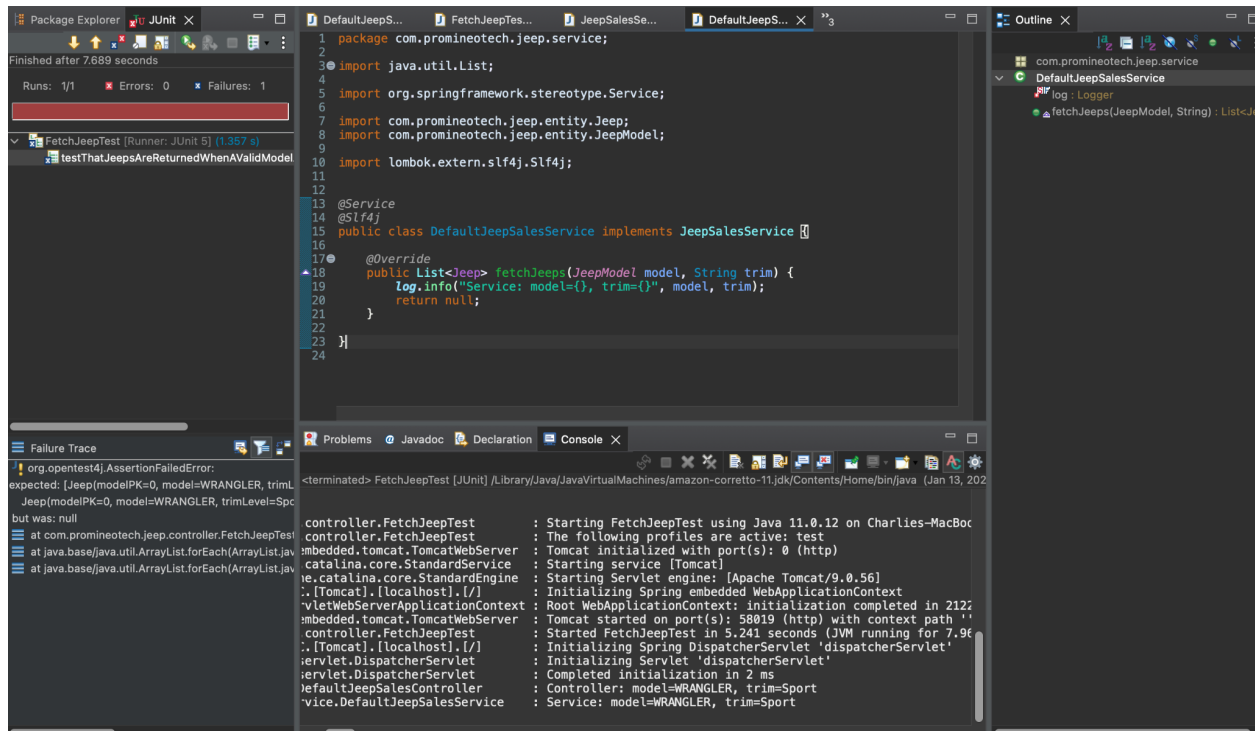 Package Explorer JUnit
Finished after 7.689 seconds
Runs: 1/1 Errors: 0 Failures: 1
FetchJeepTest [Runner: JUnit 5] (1.357 s)
testThatJeepsAreReturnedWhenAValidModel
Failure Trace
org.opentest4j.AssertionFailedError:
expected: [Jeep(modelPK=0, model=WRANGLER, trimL
Jeep(modelPK=0, model=WRANGLER, trimLevel=Spo
but was: null
at com.promineotech.jeep.controller.FetchJeepTest
at java.base/java.util.ArrayList.forEach(ArrayList.jav
at java.base/java.util.ArrayList.forEach(ArrayList.jav
DefaultJeepS... FetchJeepTes... JeepSalesSe... DefaultJeepS... 3
1 package com.promineotech.jeep.service;
2
3 import java.util.List;
4
5 import org.springframework.stereotype.Service;
6
7 import com.promineotech.jeep.entity.Jeep;
8 import com.promineotech.jeep.entity.JeepModel;
9
10 import lombok.extern.slf4j.Slf4j;
11
12
13 @Service
14 @Slf4j
15 public class DefaultJeepSalesService implements JeepSalesService {
16
17 @Override
18 public List<Jeep> fetchJeeps(JeepModel model, String trim) {
19 log.info("Service: model={}, trim={}", model, trim);
20 return null;
21 }
22
23 }
24
Problems Javadoc Declaration Console
<terminated> FetchJeepTest [JUnit] /Library/Java/JavaVirtualMachines/amazon-corretto-11.jdk/Contents/Home/bin/java (Jan 13, 202
.controller.FetchJeepTest : Starting FetchJeepTest using Java 11.0.12 on Charlies-MacBoo
.controller.FetchJeepTest : The following profiles are active: test
embedded.tomcat.TomcatWebServer : Tomcat initialized with port(s): 0 (http)
.catalina.core.StandardService : Starting service [Tomcat]
e.catalina.core.StandardEngine : Starting Servlet engine: [Apache Tomcat/9.0.56]
.[Tomcat].[localhost].[/] : Initializing Spring embedded WebApplicationContext
vletWebServerApplicationContext : Root WebApplicationContext: initialization completed in 2122
embedded.tomcat.TomcatWebServer : Tomcat started on port(s): 58019 (http) with context path '
.controller.FetchJeepTest : Started FetchJeepTest in 5.241 seconds (JVM running for 7.96
.[Tomcat].[localhost].[/] : Initializing Spring DispatcherServlet 'dispatcherServlet'
servlet.DispatcherServlet : Initializing Servlet 'dispatcherServlet'
servlet.DispatcherServlet : Completed initialization in 2 ms
DefaultJeepSalesController : Controller: model=WRANGLER, trim=Sport
vice.DefaultJeepSalesService : Service: model=WRANGLER, trim=Sport
Outline
com.promineotech.jeep.service
DefaultJeepSalesService
log : Logger
fetchJeeps(JeepModel, String) : List<Je